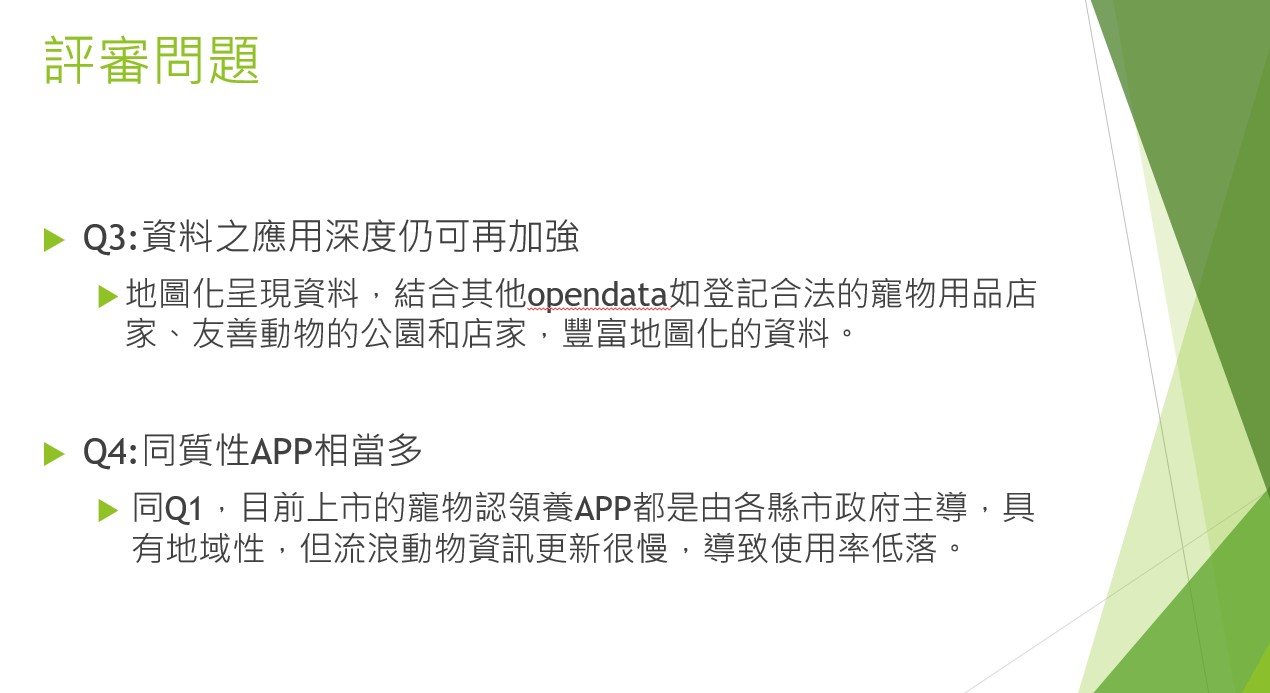 評審問題
Q3:資料之應用深度仍可再加強
地圖化呈現資料，結合其他opendata如登記合法的寵物用品店
家、友善動物的公園和店家，豐富地圖化的資料。
Q4:同質性APP相當多
同Q1，目前上市的寵物認領養APP都是由各縣市政府主導，具
有地域性，但流浪動物資訊更新很慢，導致使用率低落。